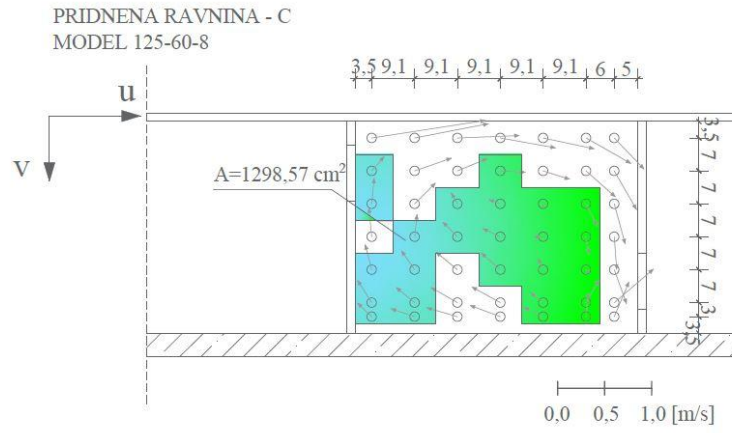 PRIDNENA RAVNINA - C
MODEL 125-60-8
3,5 9,1 9,1 9,1 9,1 9,1 6 5
u
v
A=1298,57 cm²
3,5
7
7
7
7
7
3
3,5
0,0 0,5 1,0 [m/s]